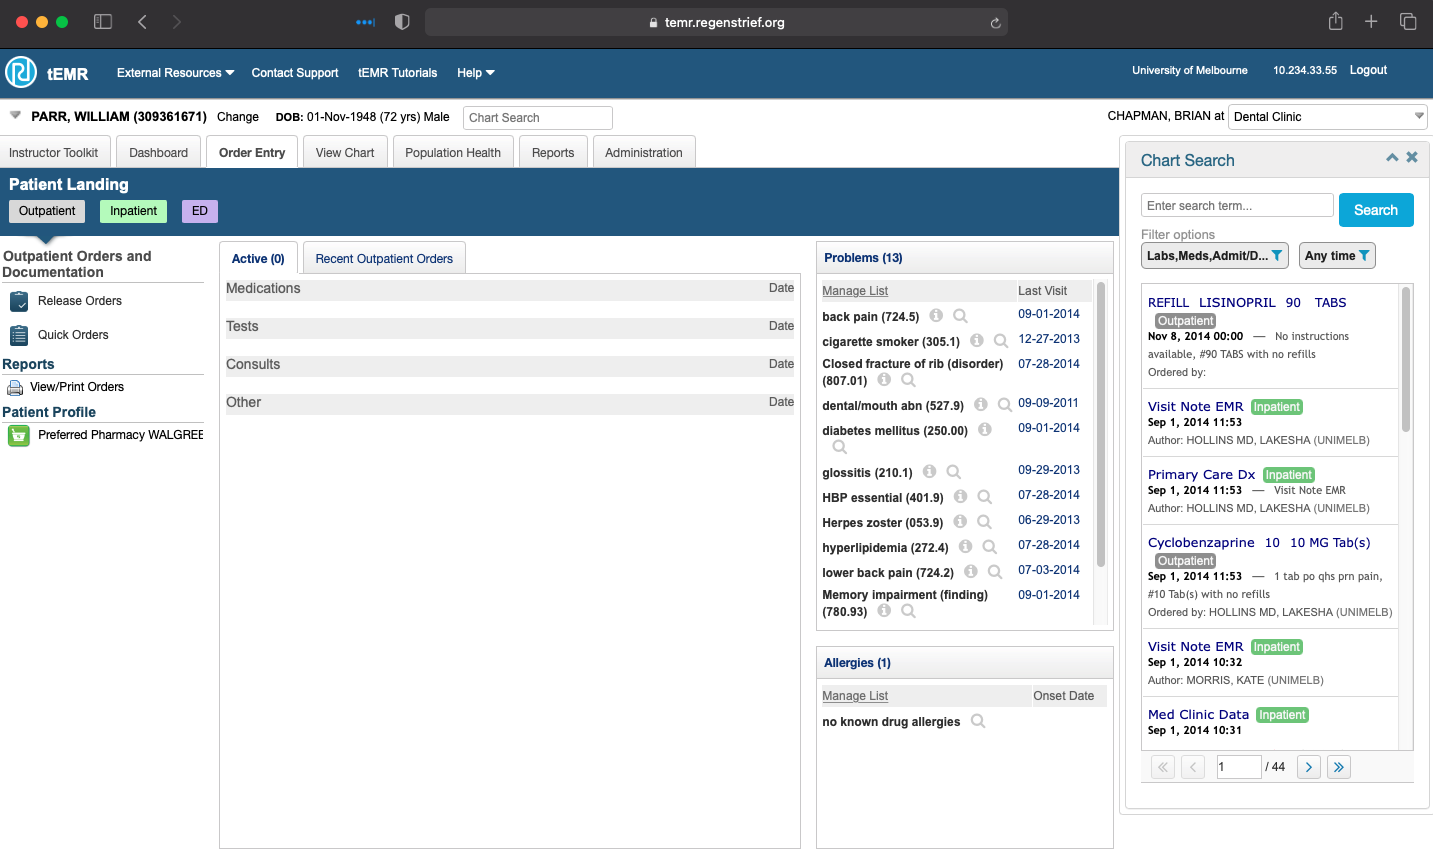 temr.regenstrief.org
tEMR External Resources Contact Support tEMR Tutorials Help University of Melbourne 10.234.33.55 Logout
PARR, WILLIAM (309361671) Change DOB: 01-Nov-1948 (72 yrs) Male Chart Search CHAPMAN, BRIAN at Dental Clinic
Instructor Toolkit Dashboard Order Entry View Chart Population Health Reports Administration
Patient Landing
Outpatient Inpatient ED
Outpatient Orders and
Documentation
Release Orders
Quick Orders
Reports
View/Print Orders
Patient Profile
Preferred Pharmacy WALGREE
Active (0) Recent Outpatient Orders
Medications Date
Tests Date
Consults Date
Other Date
Problems (13)
Manage List Last Visit
back pain (724.5) 09-01-2014
cigarette smoker (305.1) 12-27-2013
Closed fracture of rib (disorder) 07-28-2014
(807.01)
dental/mouth abn (527.9) 09-09-2011
diabetes mellitus (250.00) 09-01-2014
glossitis (210.1) 09-29-2013
HBP essential (401.9) 07-28-2014
Herpes zoster (053.9) 06-29-2013
hyperlipidemia (272.4) 07-28-2014
lower back pain (724.2) 07-03-2014
Memory impairment (finding) 09-01-2014
(780.93)
Allergies (1)
Manage List Onset Date
no known drug allergies
Chart Search
Enter search term... Search
Filter options
Labs,Meds,Admit/D... Any time
REFILL LISINOPRIL 90 TABS
Outpatient
Nov 8, 2014 00:00 — No instructions
available, #90 TABS with no refills
Ordered by:
Visit Note EMR Inpatient
Sep 1, 2014 11:53
Author: HOLLINS MD, LAKESHA (UNIMELB)
Primary Care Dx Inpatient
Sep 1, 2014 11:53 — Visit Note EMR
Author: HOLLINS MD, LAKESHA (UNIMELB)
Cyclobenzaprine 10 10 MG Tab(s)
Outpatient
Sep 1, 2014 11:53 — 1 tab po qhs prn pain,
#10 Tab(s) with no refills
Ordered by: HOLLINS MD, LAKESHA (UNIMELB)
Visit Note EMR Inpatient
Sep 1, 2014 10:32
Author: MORRIS, KATE (UNIMELB)
Med Clinic Data Inpatient
Sep 1, 2014 10:31
1 / 44